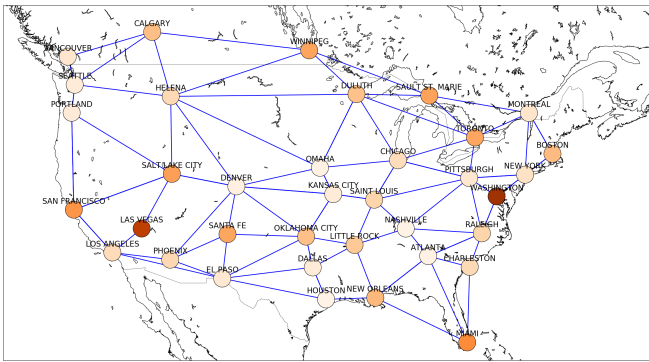 CALGARY
VANCOUVER
WINNIPEG
SEATTLE
HELENA
DULUTH
SAULT ST. MARIE
PORTLAND
MONTREAL
TORONTO
BOSTON
SALT LAKE CITY
OMAHA
CHICAGO
DENVER
PITTSBURGH
NEW YORK
KANSAS CITY
SAINT LOUIS
WASHINGTON
SAN FRANCISCO
LAS VEGAS
SANTA FE
OKLAHOMA CITY
NASHVILLE
RALEIGH
LITTLE ROCK
LOS ANGELES
PHOENIX
ATLANTA
DALLAS
CHARLESTON
EL PASO
HOUSTON
NEW ORLEANS
MIAMI